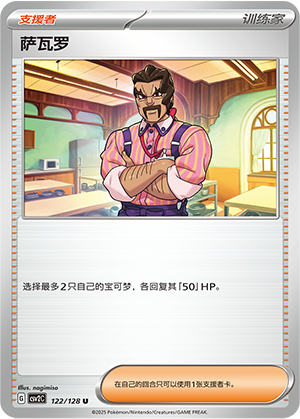 支援者
训练家
萨瓦罗
选择最多2只自己的宝可梦，各回复其「50」HP。
Illus. nagimiso
G CSV2C 122/128 U
在自己的回合只可以使用1张支援者卡。
©2025 Pokémon/Nintendo/Creatures/GAME FREAK.